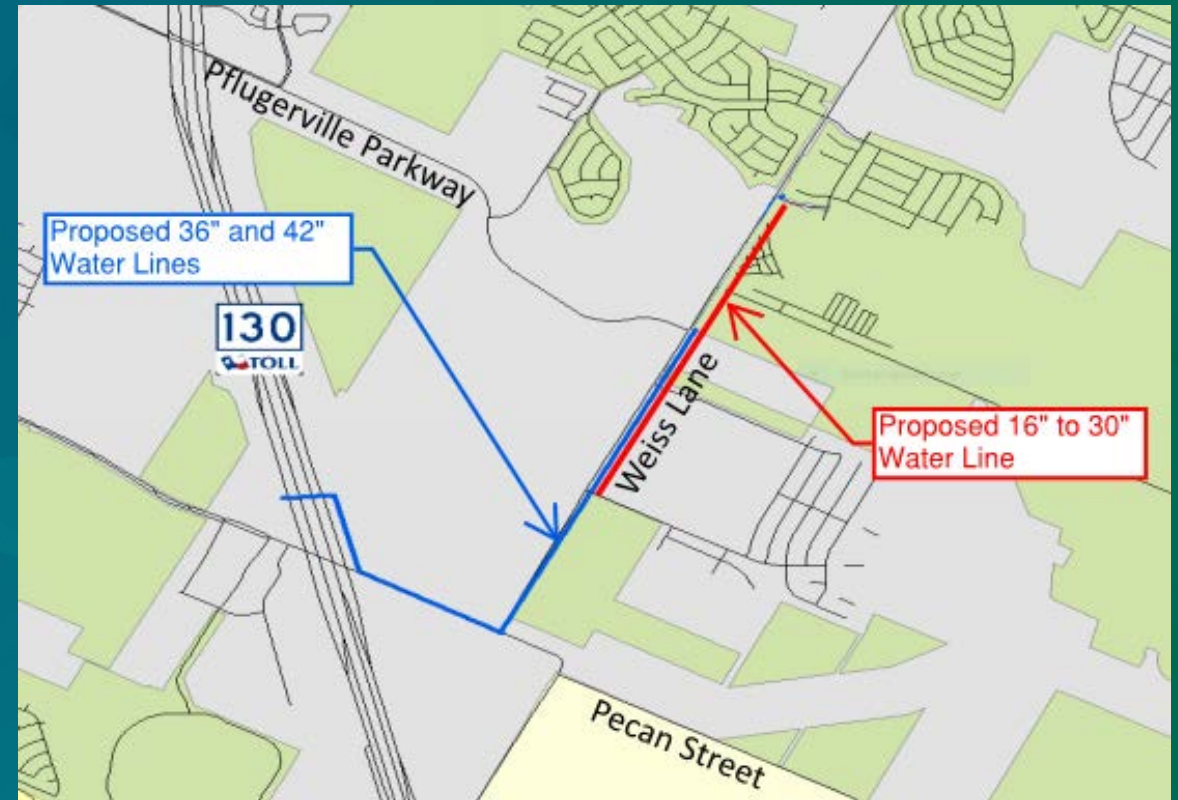 Pflugerville Parkway
Proposed 36" and 42"
Water Lines
130
TOLL
Weiss Lane
Proposed 16" to 30"
Water Line
Pecan Street